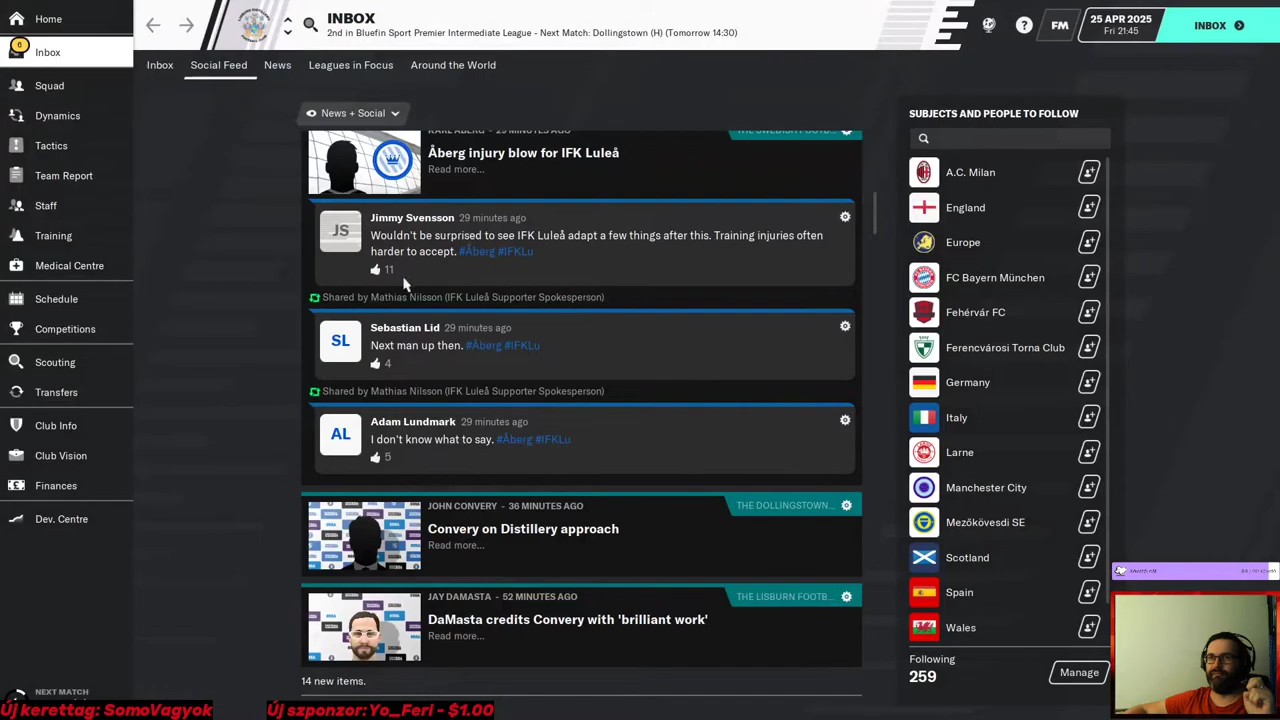 Home
INBOX
2nd in Bluefin Sport Premier Intermediate League - Next Match: Dollingstown (H) (Tomorrow 14:30)
FM
25 APR 2025
Fri 21:45
INBOX
6
Inbox
Inbox
Social Feed
News
Leagues in Focus
Around the World
Squad
Dynamics
Tactics
Team Report
Staff
Training
Medical Centre
Schedule
Competitions
Scouting
Transfers
Club Info
Club Vision
Finances
Dev. Centre
NEXT MATCH
News + Social
29 MINUTES AGO
Åberg injury blow for IFK Luleå
Read more...
JS
Jimmy Svensson 29 minutes ago
Wouldn't be surprised to see IFK Luleå adapt a few things after this. Training injuries often
harder to accept. #Åberg #IFKLu
11
Shared by Mathias Nilsson (IFK Luleå Supporter Spokesperson)
SL
Sebastian Lid 29 minutes ago
Next man up then. #Åberg #IFKLu
4
Shared by Mathias Nilsson (IFK Luleå Supporter Spokesperson)
AL
Adam Lundmark 29 minutes ago
I don't know what to say. #Åberg #IFKLu
5
JOHN CONVERY - 36 MINUTES AGO
THE DOLLINGSTOWN...
Convery on Distillery approach
Read more...
JAY DAMASTA - 52 MINUTES AGO
THE LISBURN FOOTB...
DaMasta credits Convery with 'brilliant work'
Read more...
14 new items.
SUBJECTS AND PEOPLE TO FOLLOW
A.C. Milan
England
Europe
FC Bayern München
Fehérvár FC
Ferencvárosi Torna Club
Germany
Italy
Larne
Manchester City
Mezőkövesdi SE
Scotland
Spain
Wales
Following
259
Manage
Új kerettag: SomoVagyok
Új szponzor: Yo_Feri - $1.00